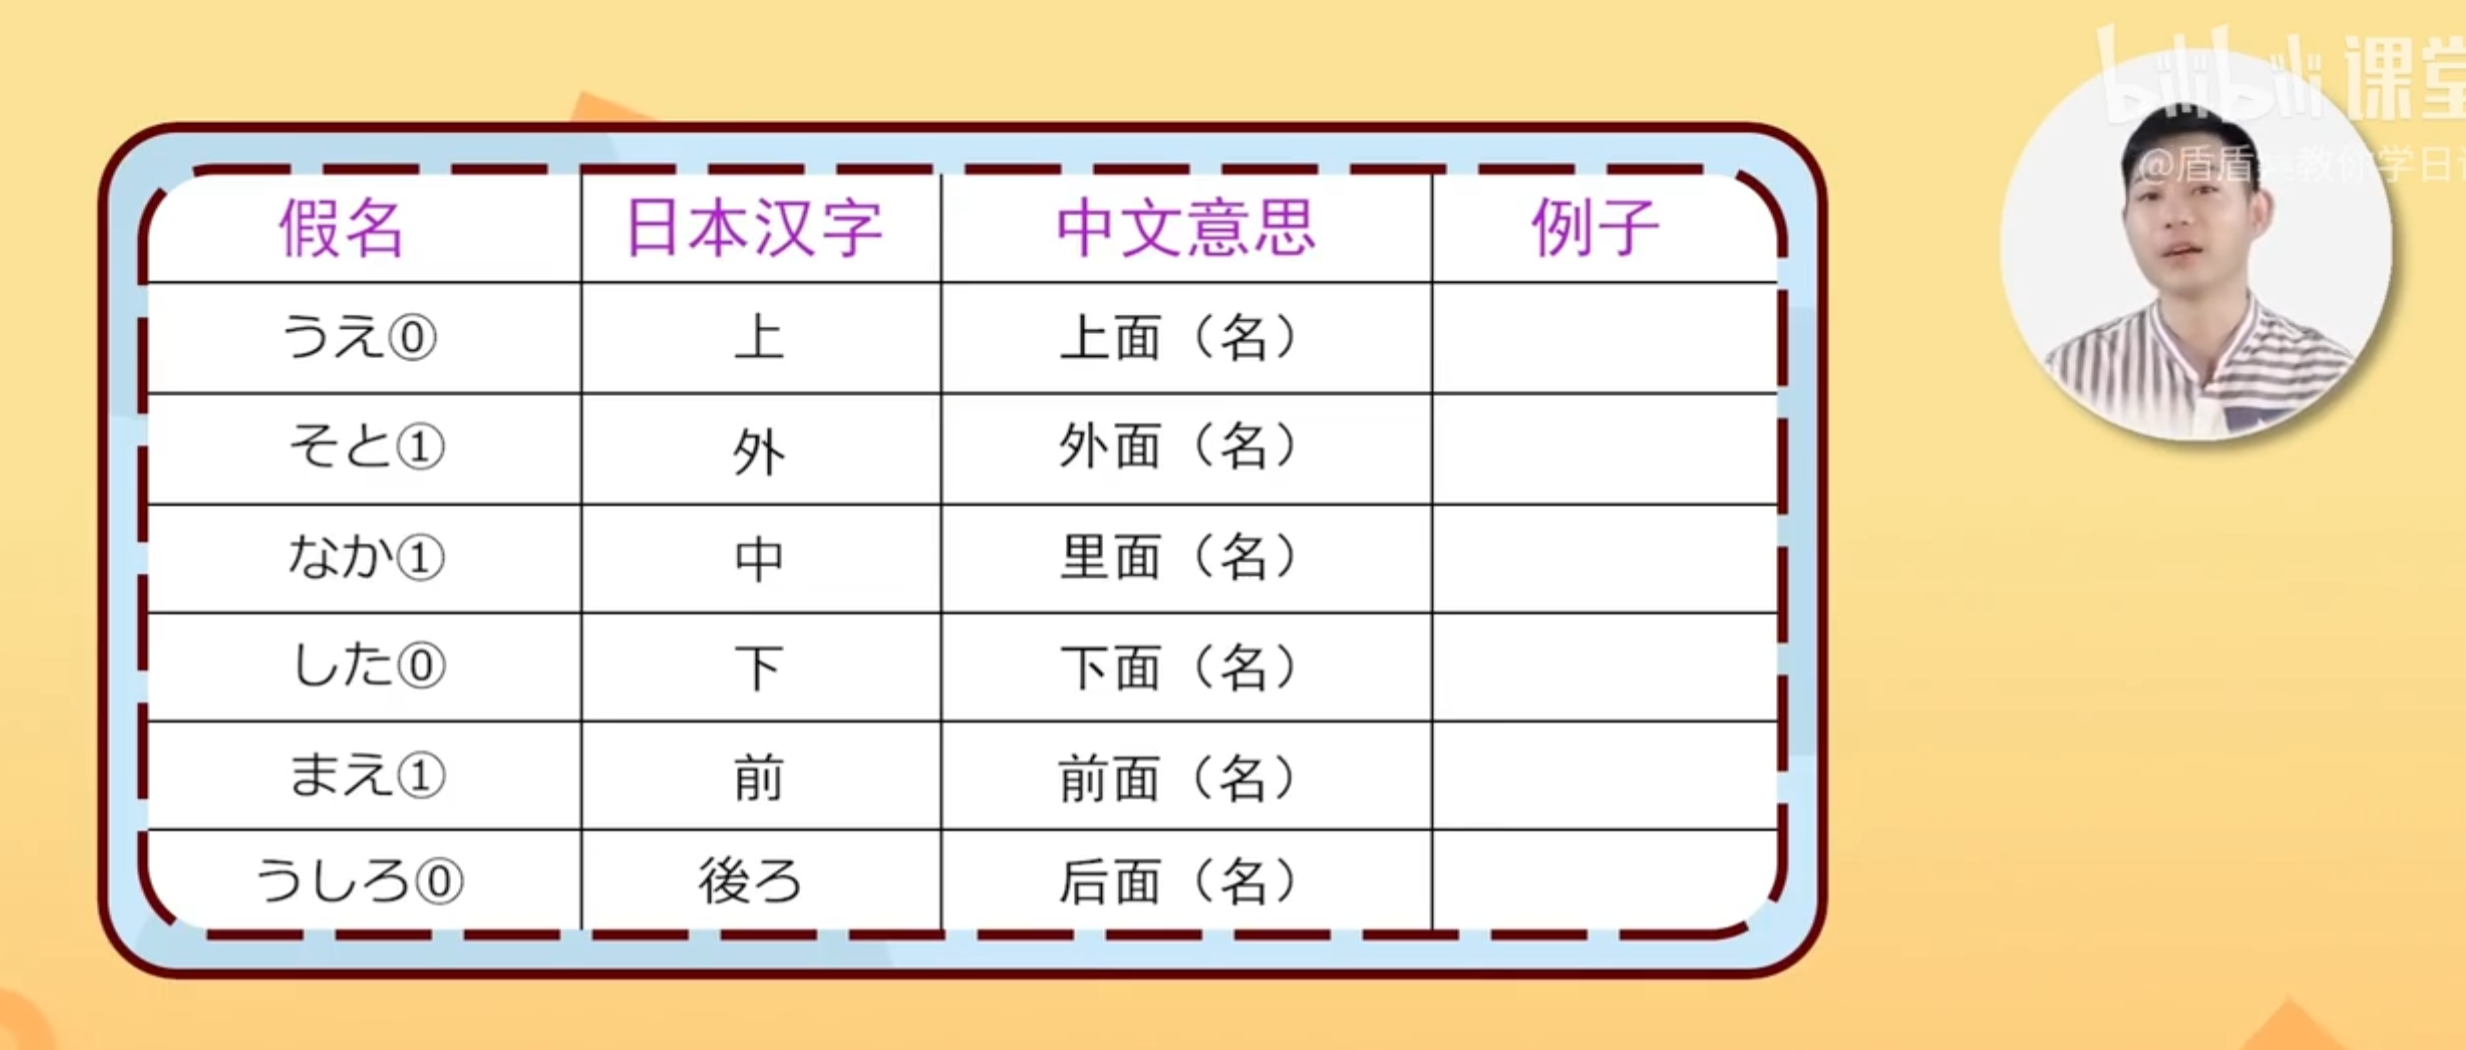 bilibili 课堂
@盾盾 教你学日语
假名 日本汉字 中文意思 例子
うえ⓪ 上 上面（名）
そと① 外 外面（名）
なか① 中 里面（名）
した⓪ 下 下面（名）
まえ① 前 前面（名）
うしろ⓪ 後ろ 后面（名）